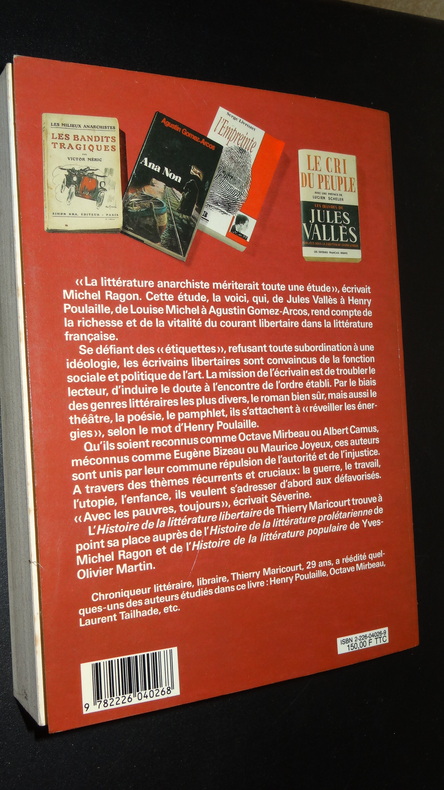 LES MILIEUX ANARCHISTES
LES BANDITS
TRAGIQUES
VICTOR MÉRIC
SIMON KRA, ÉDITEUR - PARIS
Agustin Gomez-Arcos
Ana Non
Serge Livrozet
l'Empreinte
LE CRI
DU PEUPLE
AVEC UNE PRÉFACE DE
LUCIEN SCHELER
LES ŒUVRES DE
JULES
VALLÈS
«La littérature anarchiste mériterait toute une étude», écrivait
Michel Ragon. Cette étude, la voici, qui, de Jules Vallès à Henry
Poulaille, de Louise Michel à Agustin Gomez-Arcos, rend compte de
la richesse et de la vitalité du courant libertaire dans la littérature
française.
Se défiant des «étiquettes», refusant toute subordination à une
idéologie, les écrivains libertaires sont convaincus de la fonction
sociale et politique de l'art. La mission de l'écrivain est de troubler le
lecteur, d'induire le doute à l'encontre de l'ordre établi. Par le biais
des genres littéraires les plus divers, le roman bien sûr, mais aussi le
théâtre, la poésie, le pamphlet, ils s'attachent à «réveiller les éner-
gies», selon le mot d'Henry Poulaille.
Qu'ils soient reconnus comme Octave Mirbeau ou Albert Camus,
méconnus comme Eugène Bizeau ou Maurice Joyeux, ces auteurs
sont unis par leur commune répulsion de l'autorité et de l'injustice.
A travers des thèmes récurrents et cruciaux: la guerre, le travail,
l'utopie, l'enfance, ils veulent s'adresser d'abord aux défavorisés.
«Avec les pauvres, toujours», écrivait Séverine.
L'Histoire de la littérature libertaire de Thierry Maricourt trouve à
point sa place auprès de l'Histoire de la littérature prolétarienne de
Michel Ragon et de l'Histoire de la littérature populaire de Yves-
Olivier Martin.
Chroniqueur littéraire, libraire, Thierry Maricourt, 29 ans, a réédité quel-
ques-uns des auteurs étudiés dans ce livre : Henry Poulaille, Octave Mirbeau,
Laurent Tailhade, etc.
ISBN 2-226-04026-8
150,00 F TTC
9 782226 040268